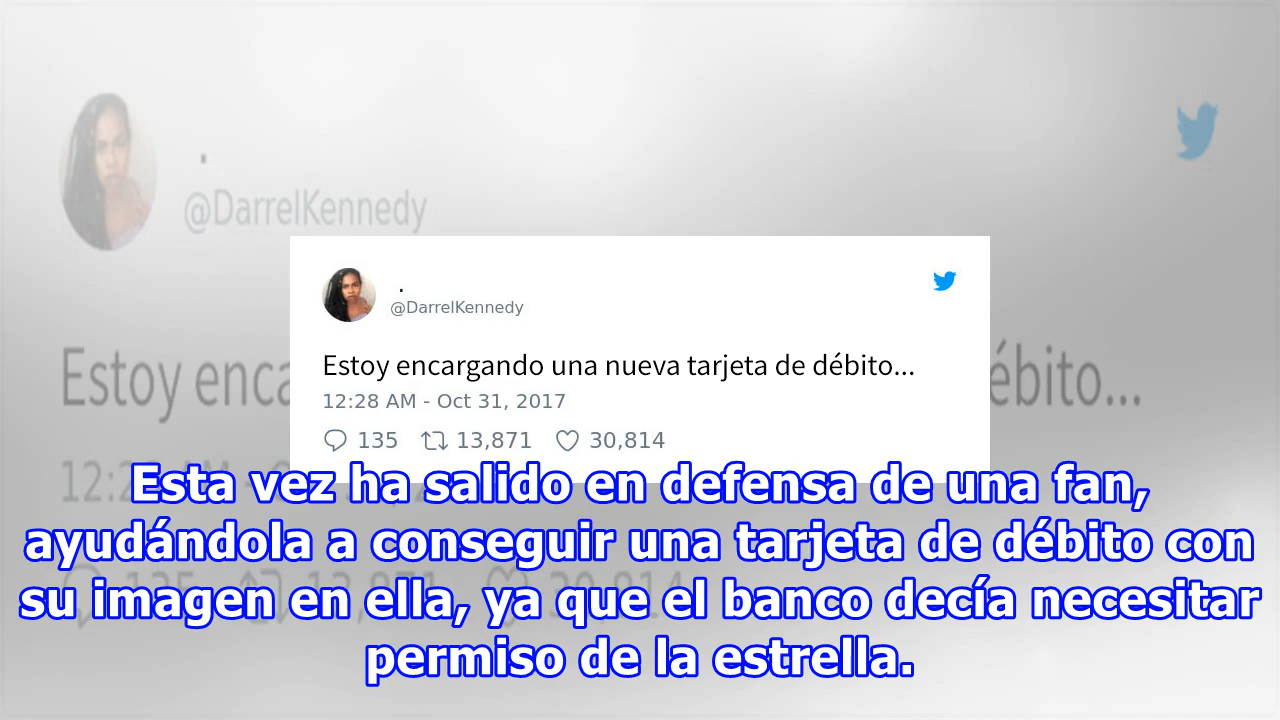 .
@DarrelKennedy
.
@DarrelKennedy
Estoy encargando una nueva tarjeta de débito...
12:28 AM - Oct 31, 2017
135 13,871 30,814
Esta vez ha salido en defensa de una fan,
ayudándola a conseguir una tarjeta de débito con
su imagen en ella, ya que el banco decía necesitar
permiso de la estrella.